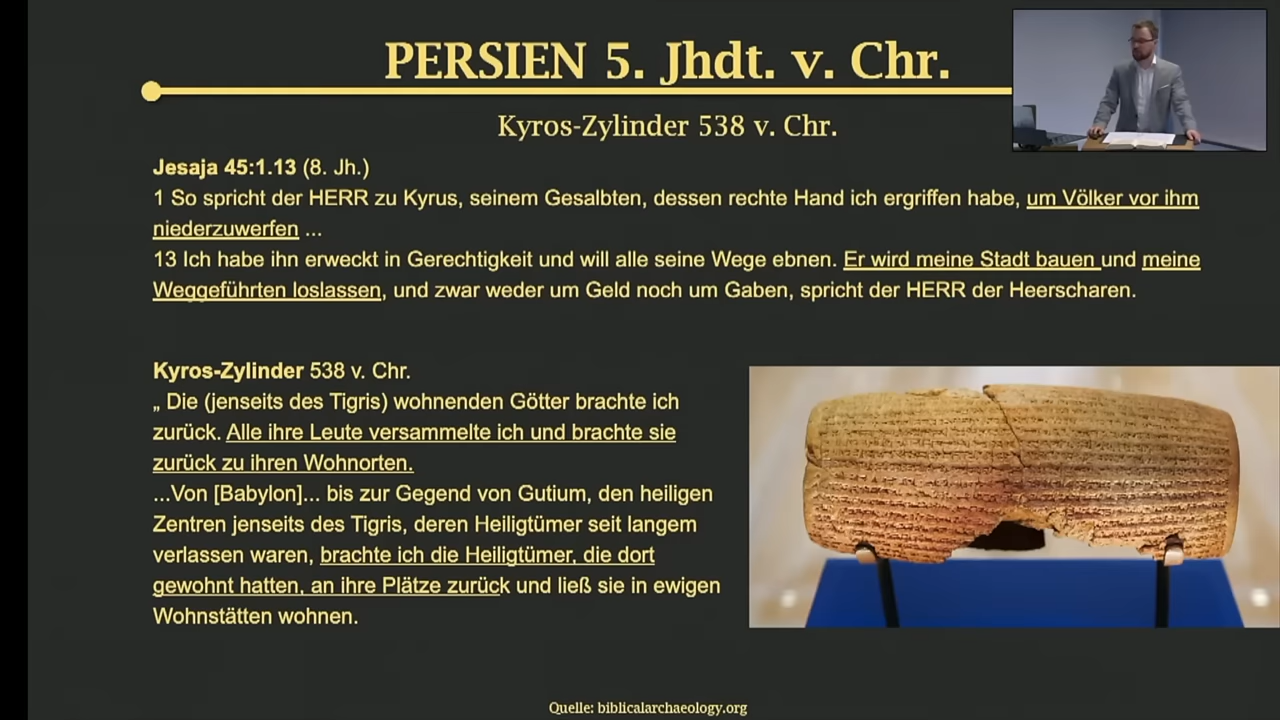 PERSIEN 5. Jhdt. v. Chr.
Kyros-Zylinder 538 v. Chr.
Jesaja 45:1.13 (8. Jh.)
1 So spricht der HERR zu Kyrus, seinem Gesalbten, dessen rechte Hand ich ergriffen habe, um Völker vor ihm
niederzuwerfen ...
13 Ich habe ihn erweckt in Gerechtigkeit und will alle seine Wege ebnen. Er wird meine Stadt bauen und meine
Weggeführten loslassen, und zwar weder um Geld noch um Gaben, spricht der HERR der Heerscharen.
Kyros-Zylinder 538 v. Chr.
„ Die (jenseits des Tigris) wohnenden Götter brachte ich
zurück. Alle ihre Leute versammelte ich und brachte sie
zurück zu ihren Wohnorten.
...Von [Babylon]... bis zur Gegend von Gutium, den heiligen
Zentren jenseits des Tigris, deren Heiligtümer seit langem
verlassen waren, brachte ich die Heiligtümer, die dort
gewohnt hatten, an ihre Plätze zurück und ließ sie in ewigen
Wohnstätten wohnen.
Quelle: biblicalarchaeology.org